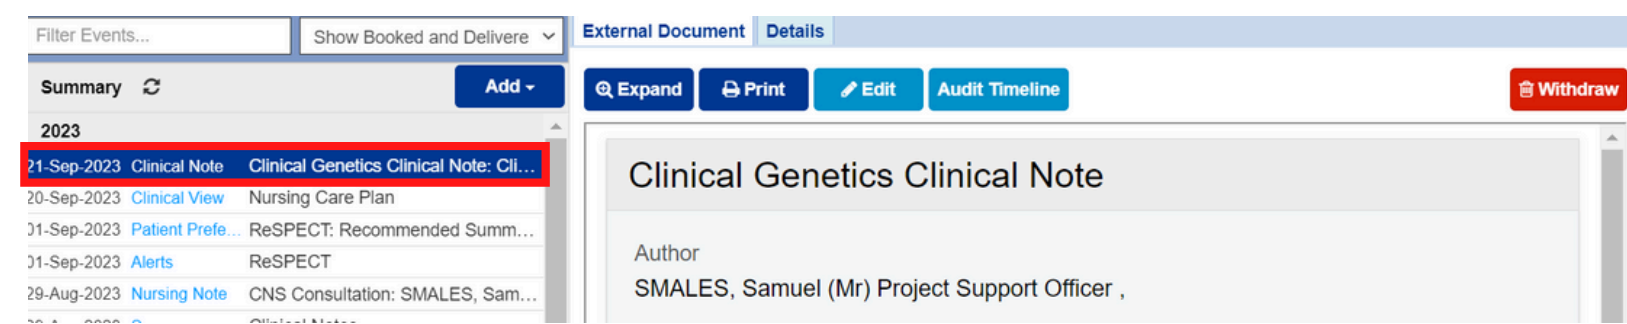 Filter Events...
Show Booked and Delivere
External Document
Details
Summary
Add
Expand
Print
Edit
Audit Timeline
Withdraw
2023
21-Sep-2023 Clinical Note Clinical Genetics Clinical Note: Cli...
20-Sep-2023 Clinical View Nursing Care Plan
01-Sep-2023 Patient Prefe... ReSPECT: Recommended Summ...
01-Sep-2023 Alerts ReSPECT
29-Aug-2023 Nursing Note CNS Consultation: SMALES, Sam...
Clinical Genetics Clinical Note
Author
SMALES, Samuel (Mr) Project Support Officer ,